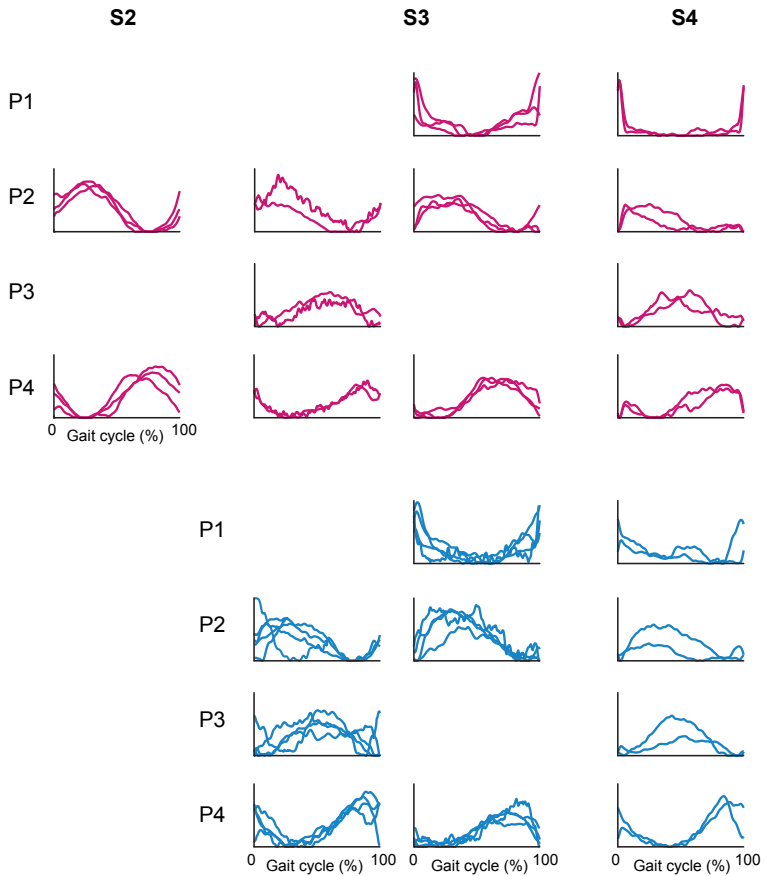 S2 S3 S4
P1
P2
P3
P4
0 Gait cycle (%) 100
P1
P2
P3
P4
0 Gait cycle (%) 100 0 Gait cycle (%) 100 0 Gait cycle (%) 100